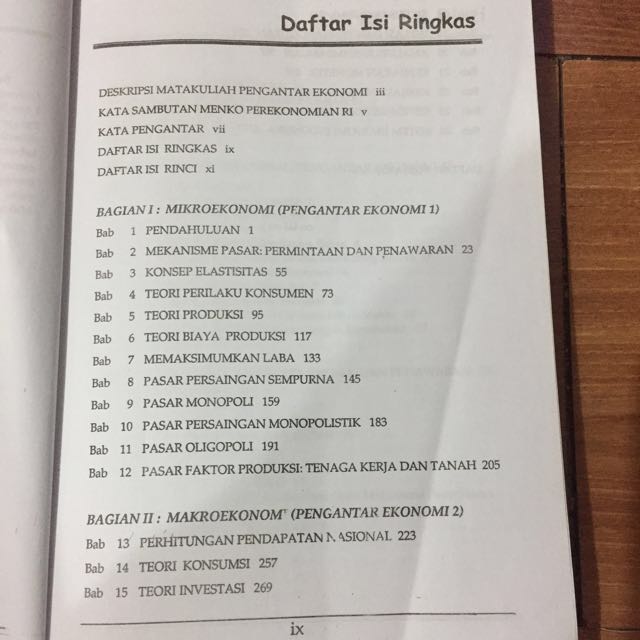 Daftar Isi Ringkas
DESKRIPSI MATAKULIAH PENGANTAR EKONOMI iii
KATA SAMBUTAN MENKO PEREKONOMIAN RI v
KATA PENGANTAR vii
DAFTAR ISI RINGKAS ix
DAFTAR ISI RINCI xi
BAGIAN I : MIKROEKONOMI (PENGANTAR EKONOMI 1)
Bab 1 PENDAHULUAN 1
Bab 2 MEKANISME PASAR: PERMINTAAN DAN PENAWARAN 23
Bab 3 KONSEP ELASTISITAS 55
Bab 4 TEORI PERILAKU KONSUMEN 73
Bab 5 TEORI PRODUKSI 95
Bab 6 TEORI BIAYA PRODUKSI 117
Bab 7 MEMAKSIMUMKAN LABA 133
Bab 8 PASAR PERSAINGAN SEMPURNA 145
Bab 9 PASAR MONOPOLI 159
Bab 10 PASAR PERSAINGAN MONOPOLISTIK 183
Bab 11 PASAR OLIGOPOLI 191
Bab 12 PASAR FAKTOR PRODUKSI: TENAGA KERJA DAN TANAH 205
BAGIAN II : MAKROEKONOMI (PENGANTAR EKONOMI 2)
Bab 13 PERHITUNGAN PENDAPATAN NASIONAL 223
Bab 14 TEORI KONSUMSI 257
Bab 15 TEORI INVESTASI 269
ix